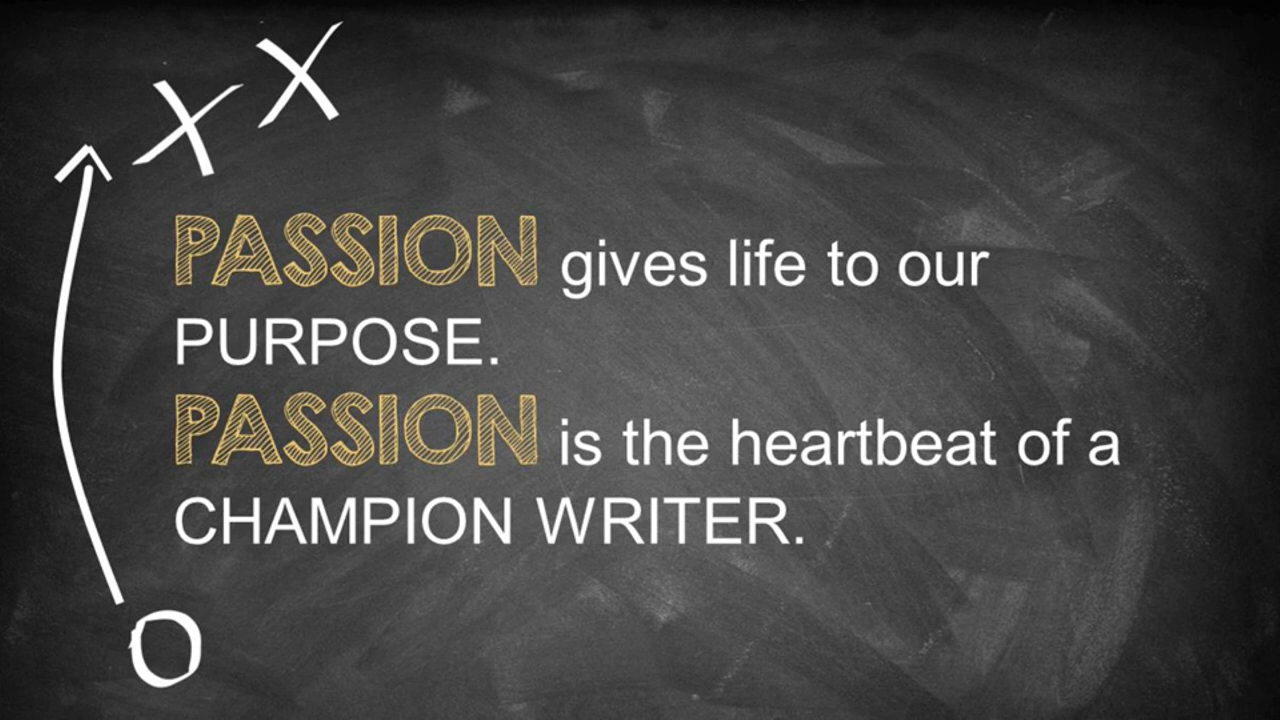 X X
PASSION gives life to our
PURPOSE.
PASSION is the heartbeat of a
CHAMPION WRITER.
O